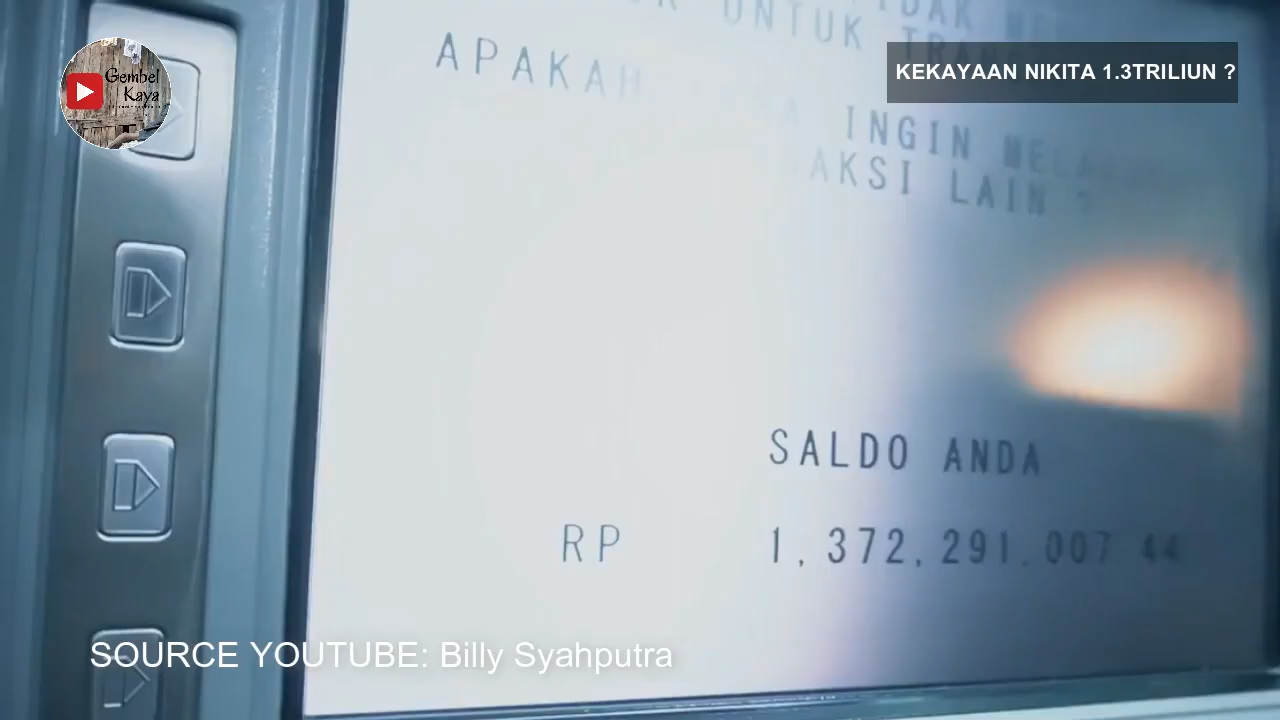 UNTUK
APAKAH
INGIN
AKSI LAIN ?
SALDO ANDA
RP 1,372,291.007 44
Gembel
Kaya
KEKAYAAN NIKITA 1.3TRILIUN ?
SOURCE YOUTUBE: Billy Syahputra